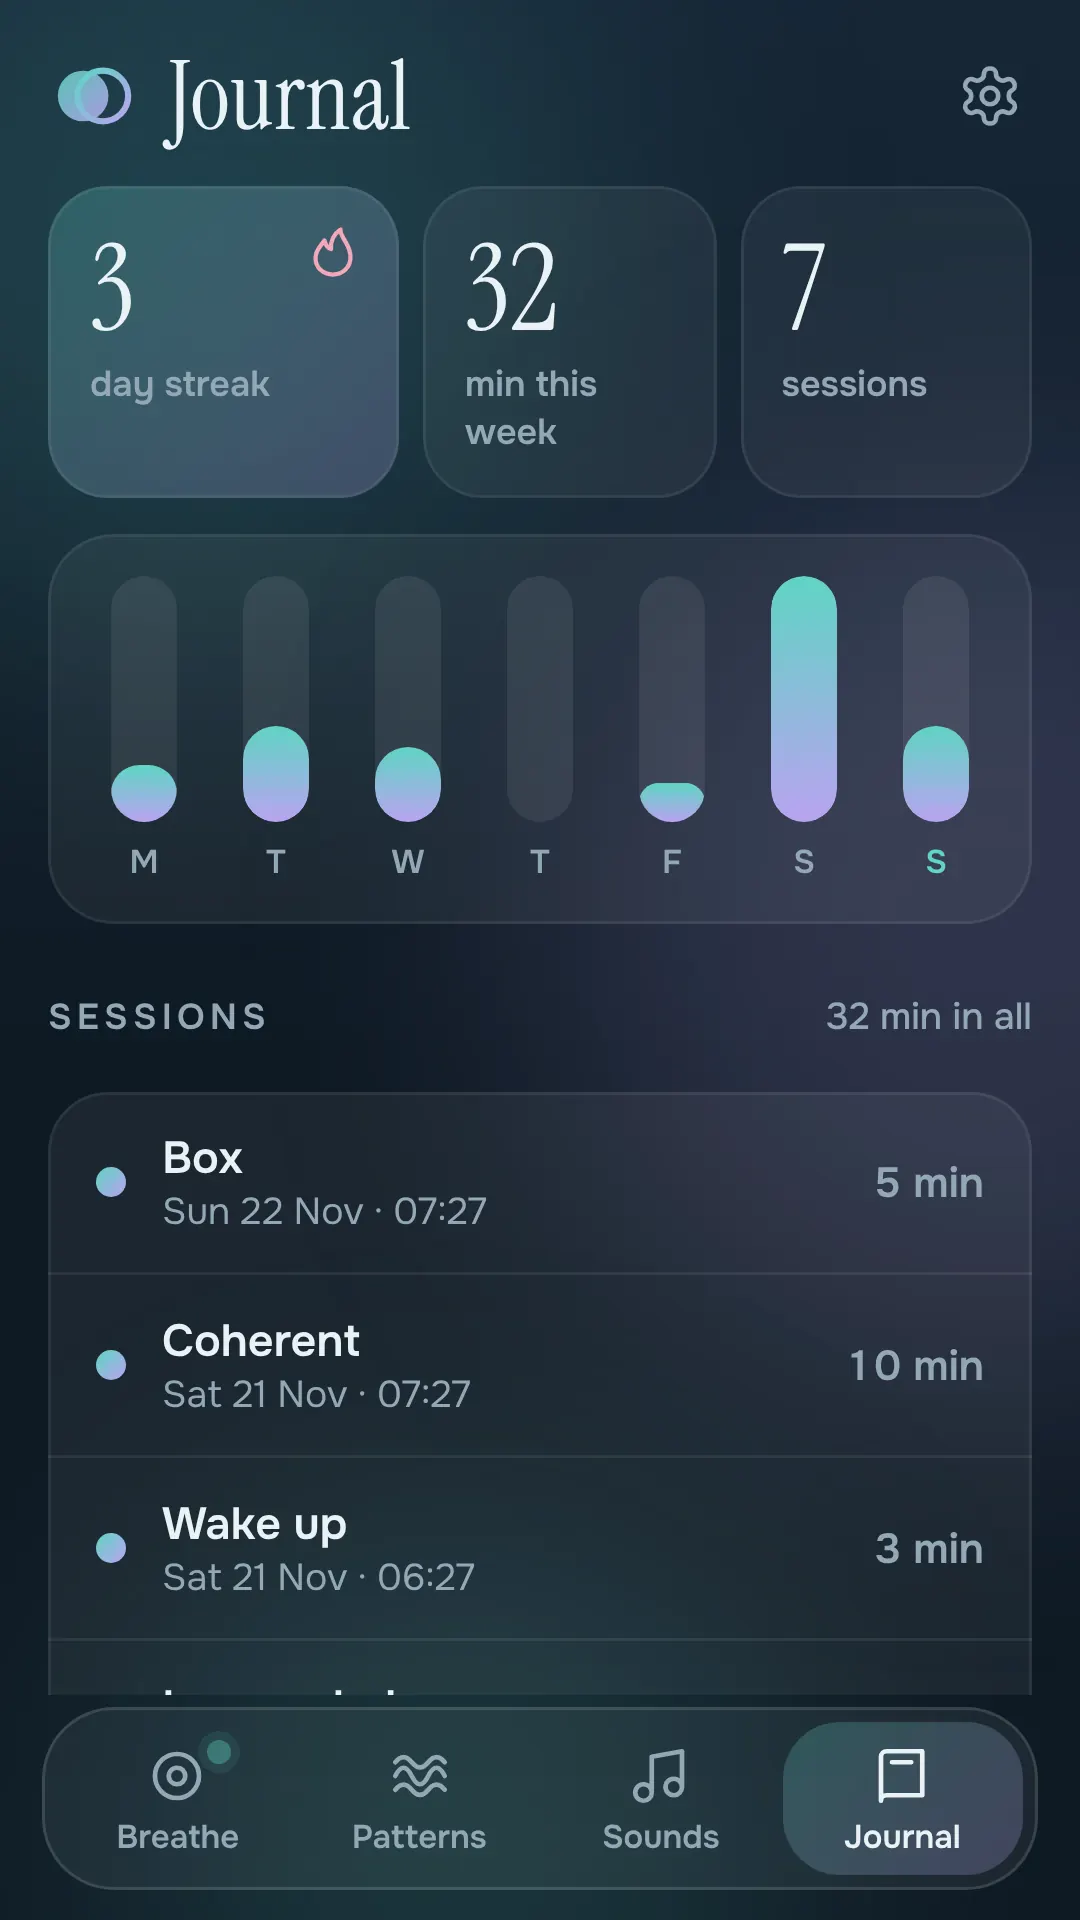 Journal
3
day streak
32
min this
week
7
sessions
M T W T F S S
SESSIONS
32 min in all
Box
Sun 22 Nov · 07:27
5 min
Coherent
Sat 21 Nov · 07:27
10 min
Wake up
Sat 21 Nov · 06:27
3 min
Breathe
Patterns
Sounds
Journal